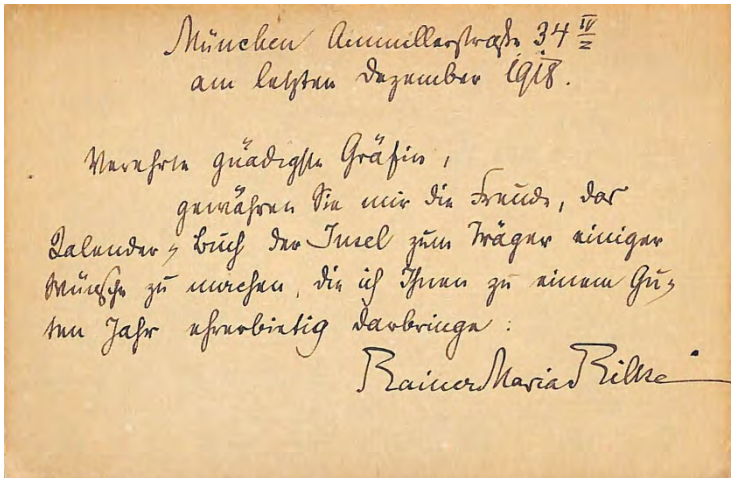 München Ainmillerstraße 34 IV
am letzten Dezember 1918.
Verehrte gnädigste Gräfin,
gewähren Sie mir die Freude, das
Kalender-Buch der Insel zum Träger einiger
Wünsche zu machen, die ich Ihnen zu einem Gu-
ten Jahr ehrerbietig darbringe:
Rainer Maria Rilke